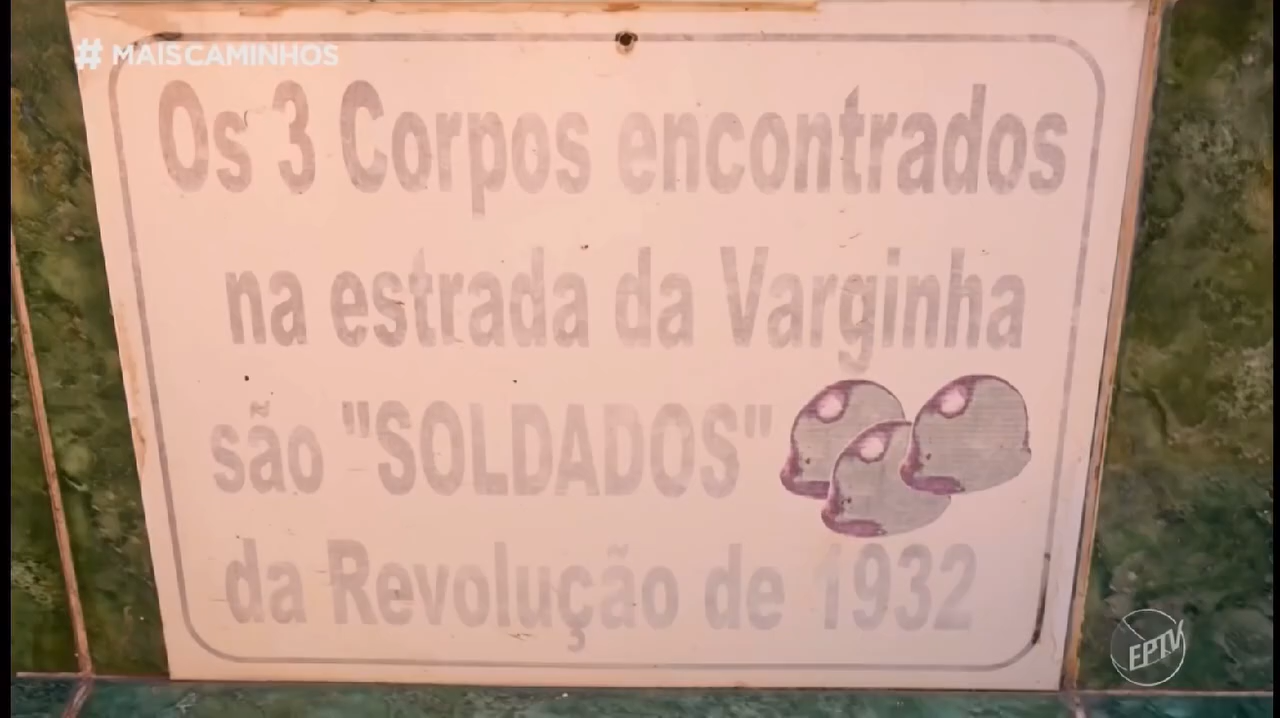 #MAISCAMINHOS
Os 3 Corpos encontrados
na estrada da Varginha
são "SOLDADOS"
da Revolução de 1932
EPTV